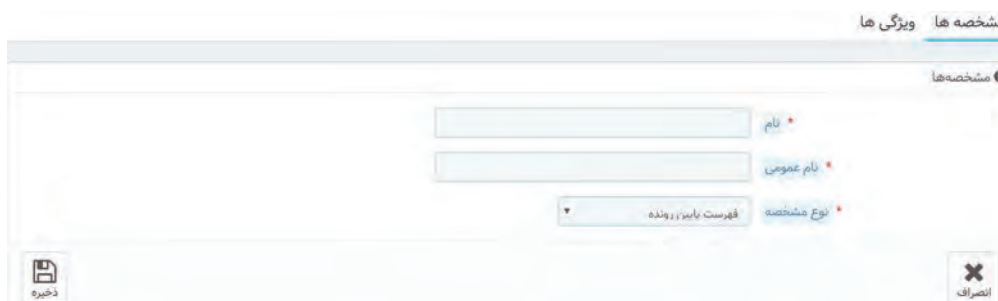 مشخصه ها ویژگی ها
مشخصه‌ها
* نام
* نام عمومی
* نوع مشخصه فهرست پایین رونده
انصراف ذخیره